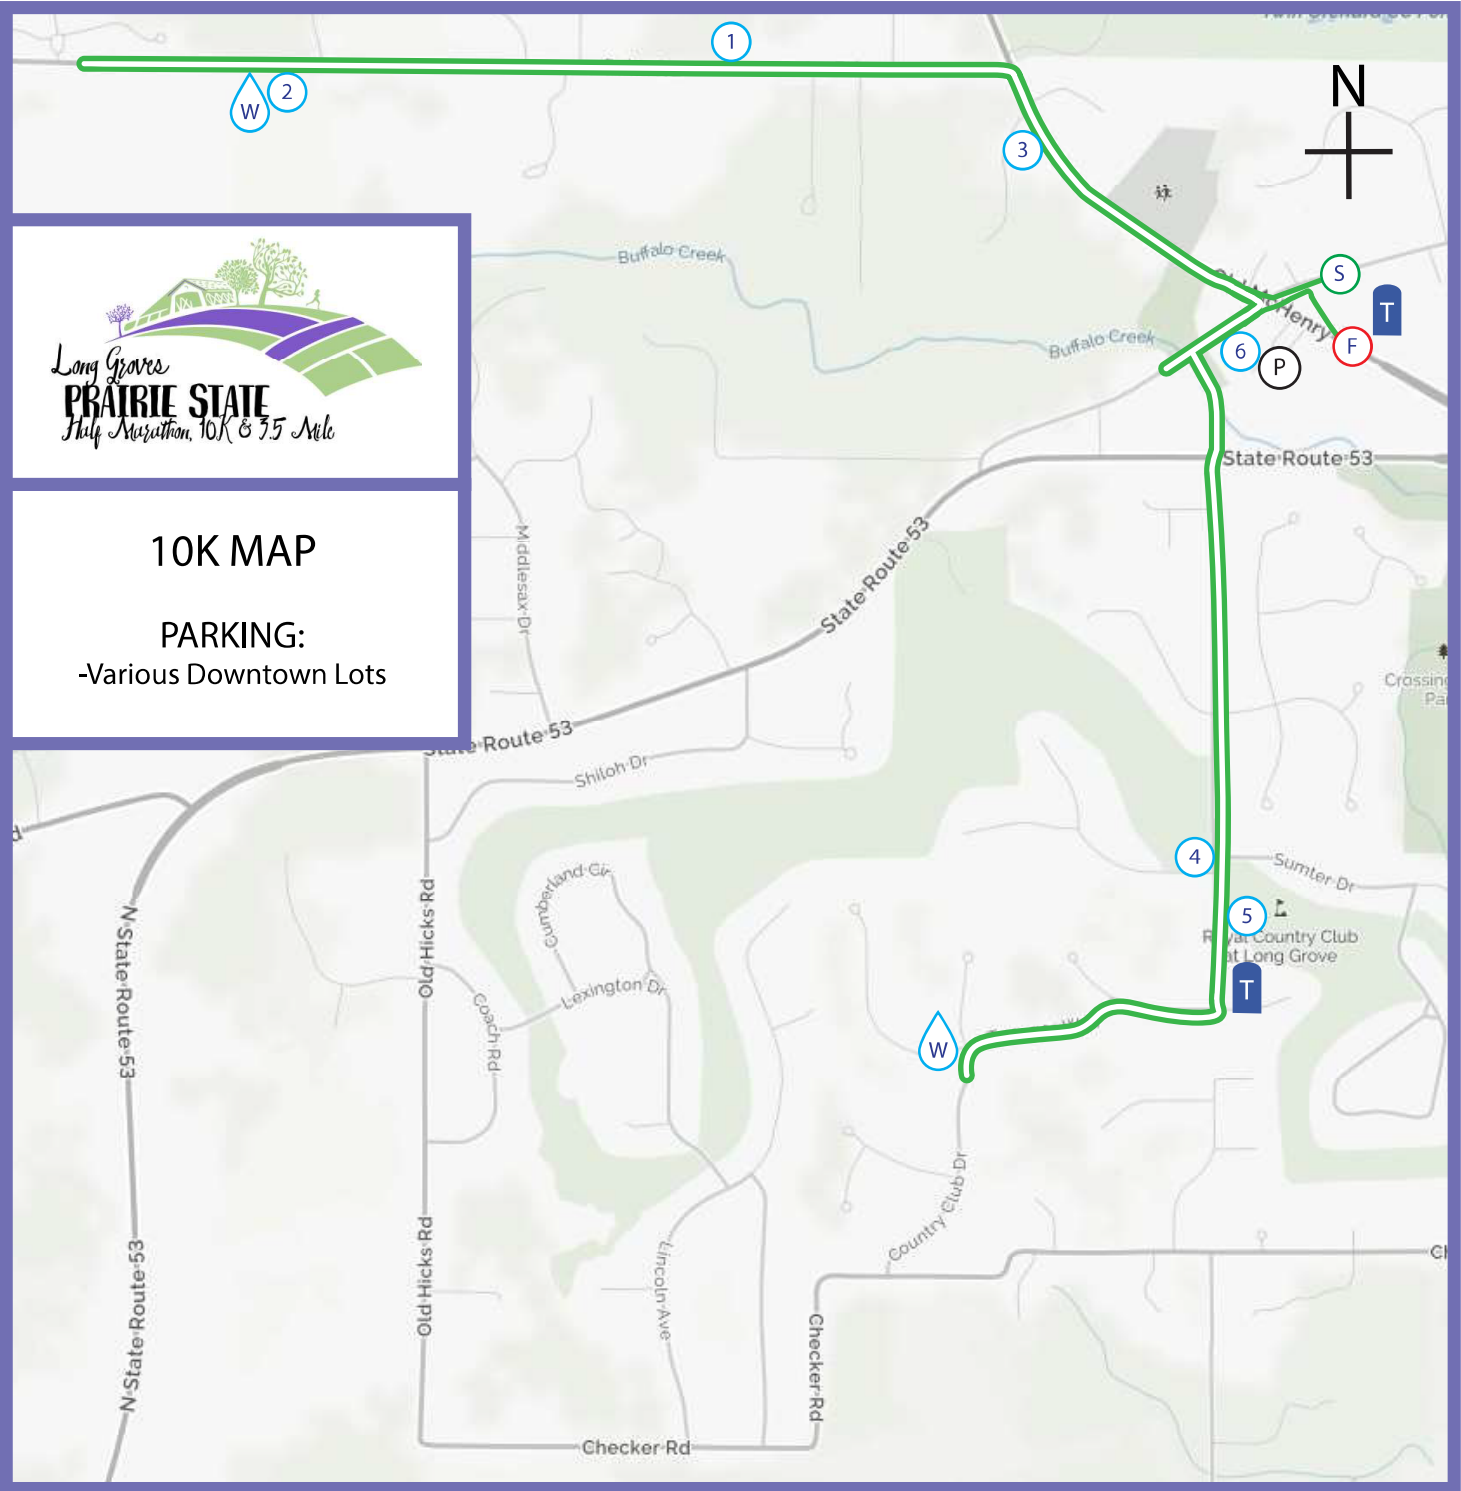 1
2
W
3
N
Buffalo Creek
S
T
McHenry
Buffalo Creek
6
F
P
Long Groves
PRAIRIE STATE
Half Marathon, 10K & 3.5 Mile
State Route 53
10K MAP
PARKING:
-Various Downtown Lots
Middlesax Dr
State Route 53
Crossing
State Route 53
Shiloh Dr
4
Sumter Dr
Cumberland Cir
Old Hicks Rd
N State Route 53
5
Royal Country Club
at Long Grove
T
Lexington Dr
Coach Rd
W
Country Club Dr
Old Hicks Rd
N State Route 53
Lincoln Ave
Checker Rd
Checker Rd